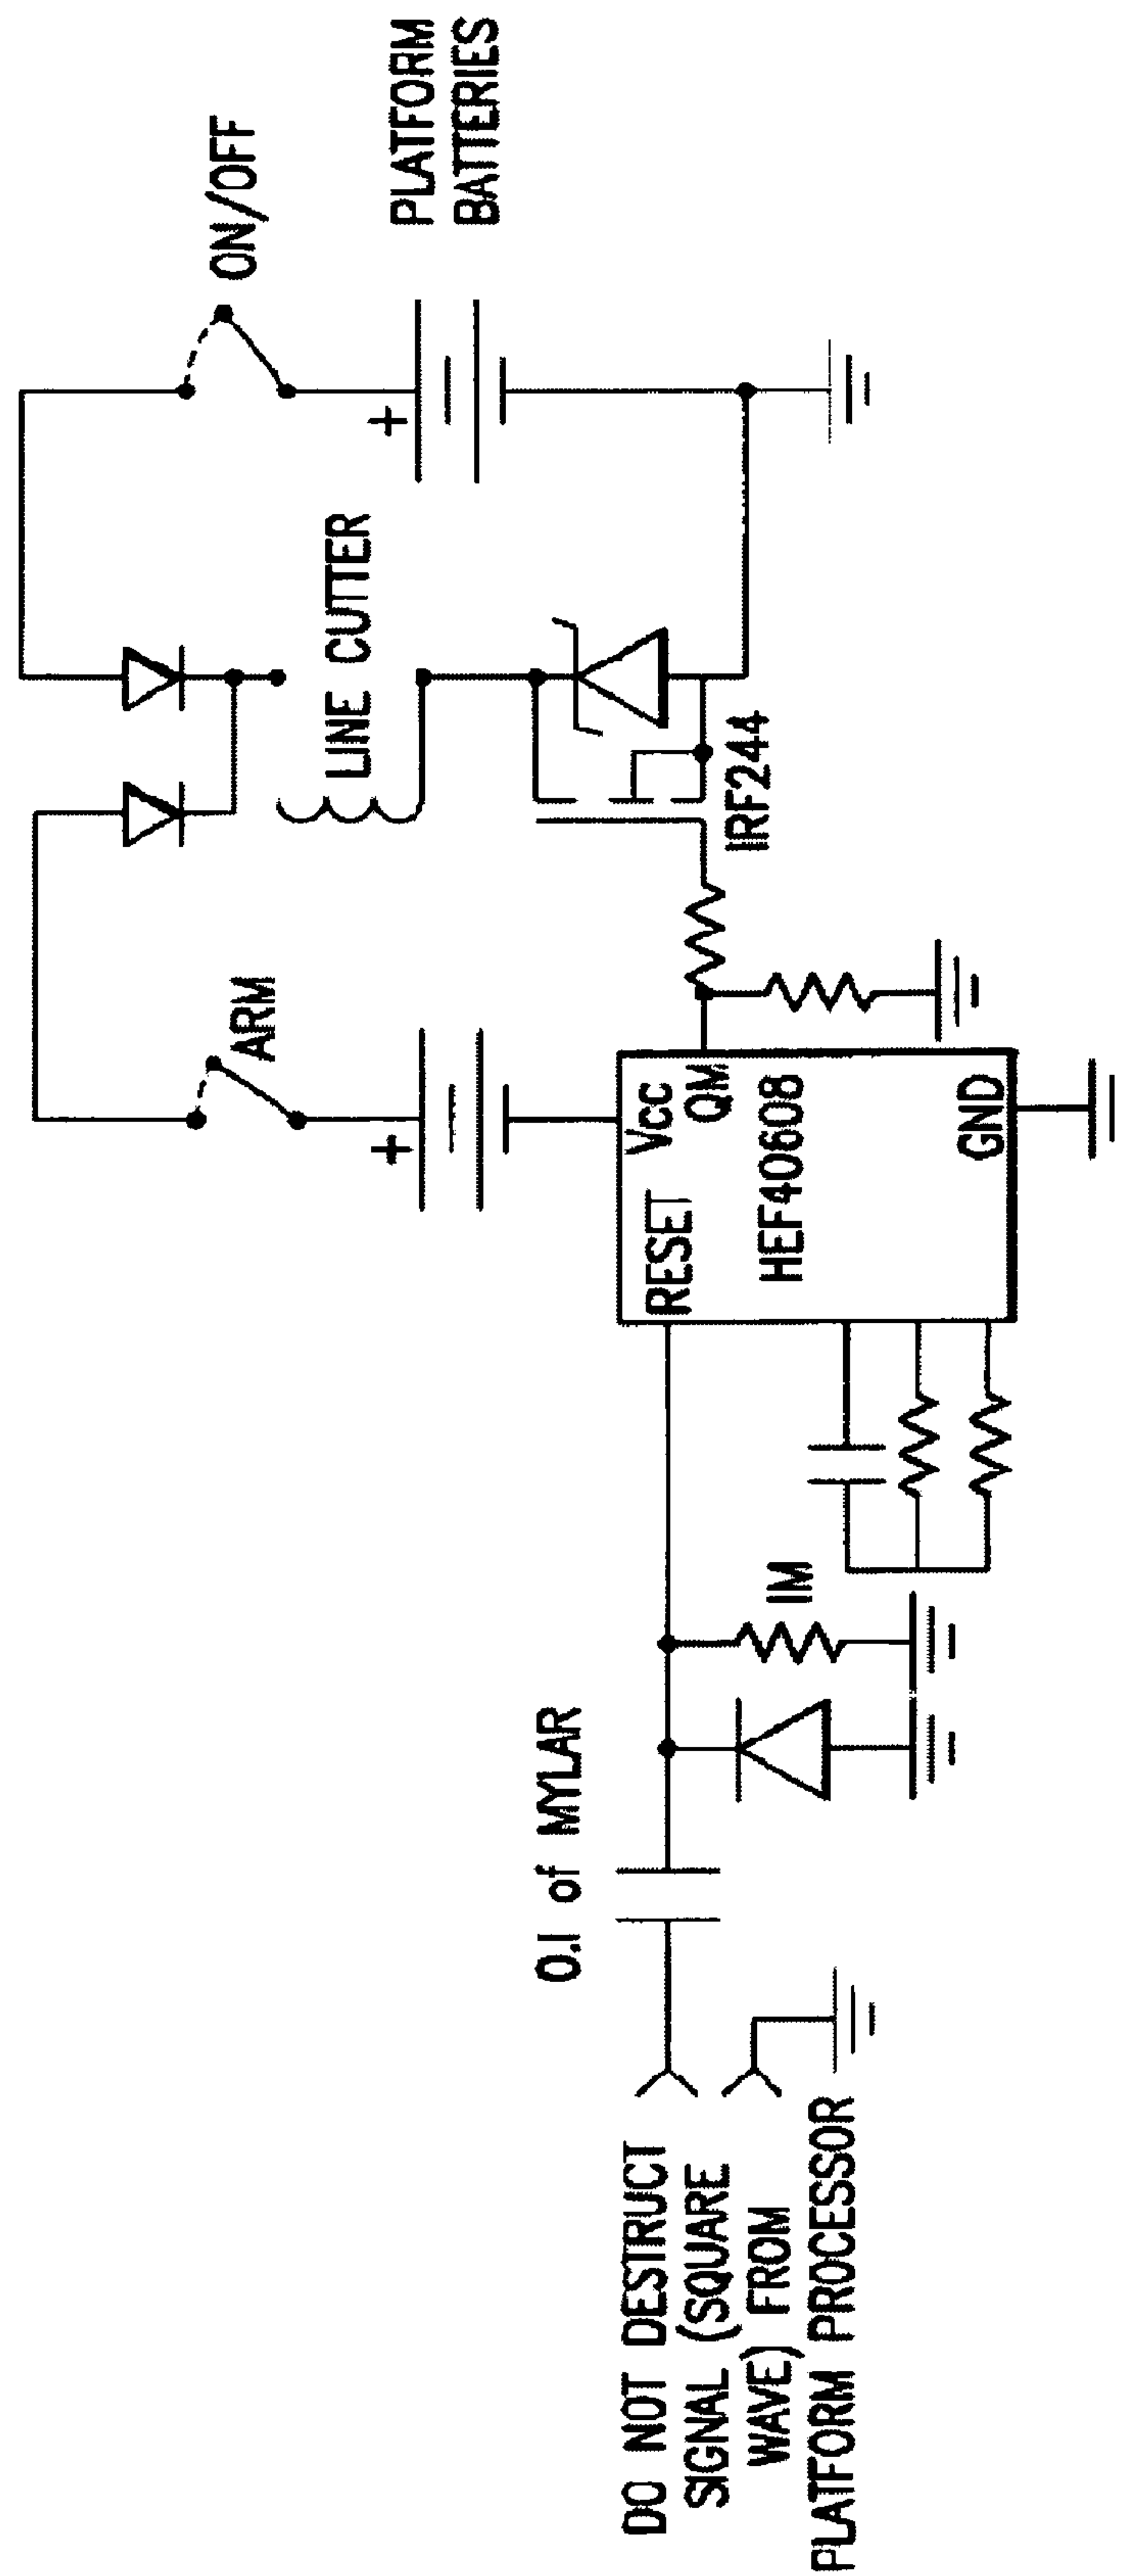 PLATFORM
BATTERIES
ON/OFF
+
LINE CUTTER
IRF244
ARM
+
Vcc
QM
RESET
HEF40608
GND
1M
0.1 of MYLAR
DO NOT DESTRUCT
SIGNAL (SQUARE
WAVE) FROM
PLATFORM PROCESSOR